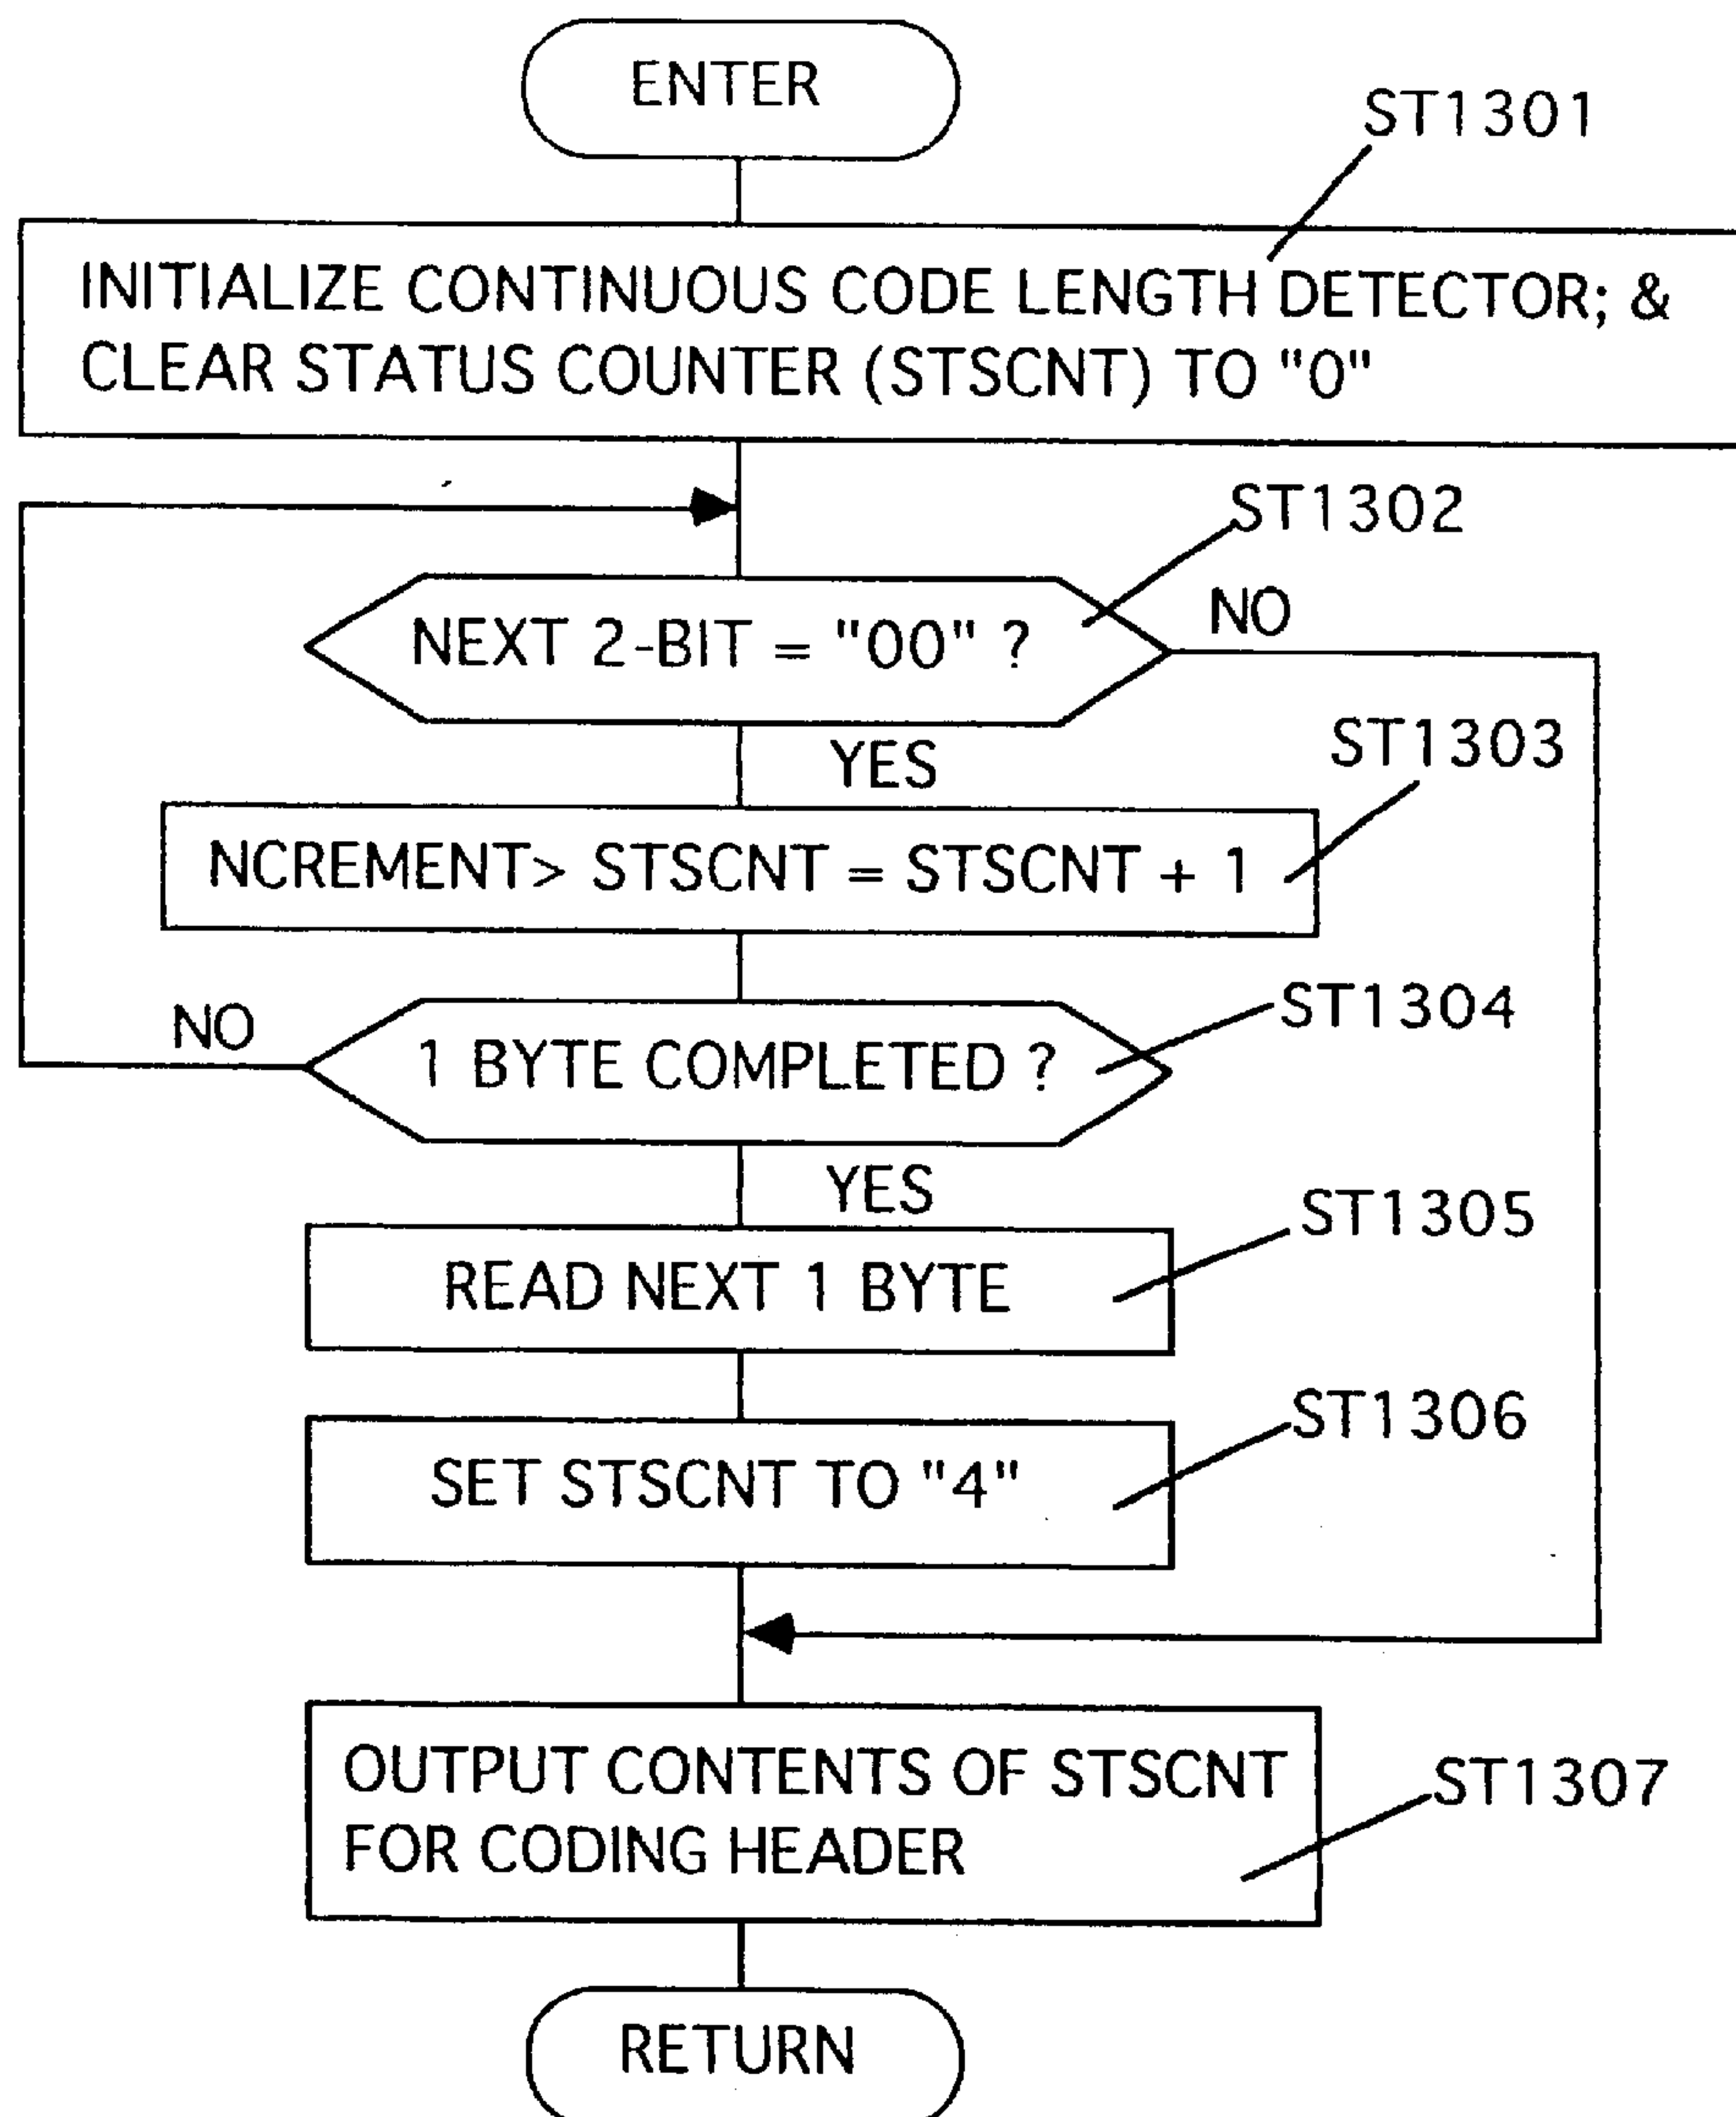 ENTER
ST1301
INITIALIZE CONTINUOUS CODE LENGTH DETECTOR; &
CLEAR STATUS COUNTER (STSCNT) TO "0"
ST1302
NEXT 2-BIT = "00" ?
NO
YES
ST1303
NCREMENT> STSCNT = STSCNT + 1
ST1304
NO
1 BYTE COMPLETED ?
YES
ST1305
READ NEXT 1 BYTE
ST1306
SET STSCNT TO "4"
OUTPUT CONTENTS OF STSCNT
FOR CODING HEADER
ST1307
RETURN